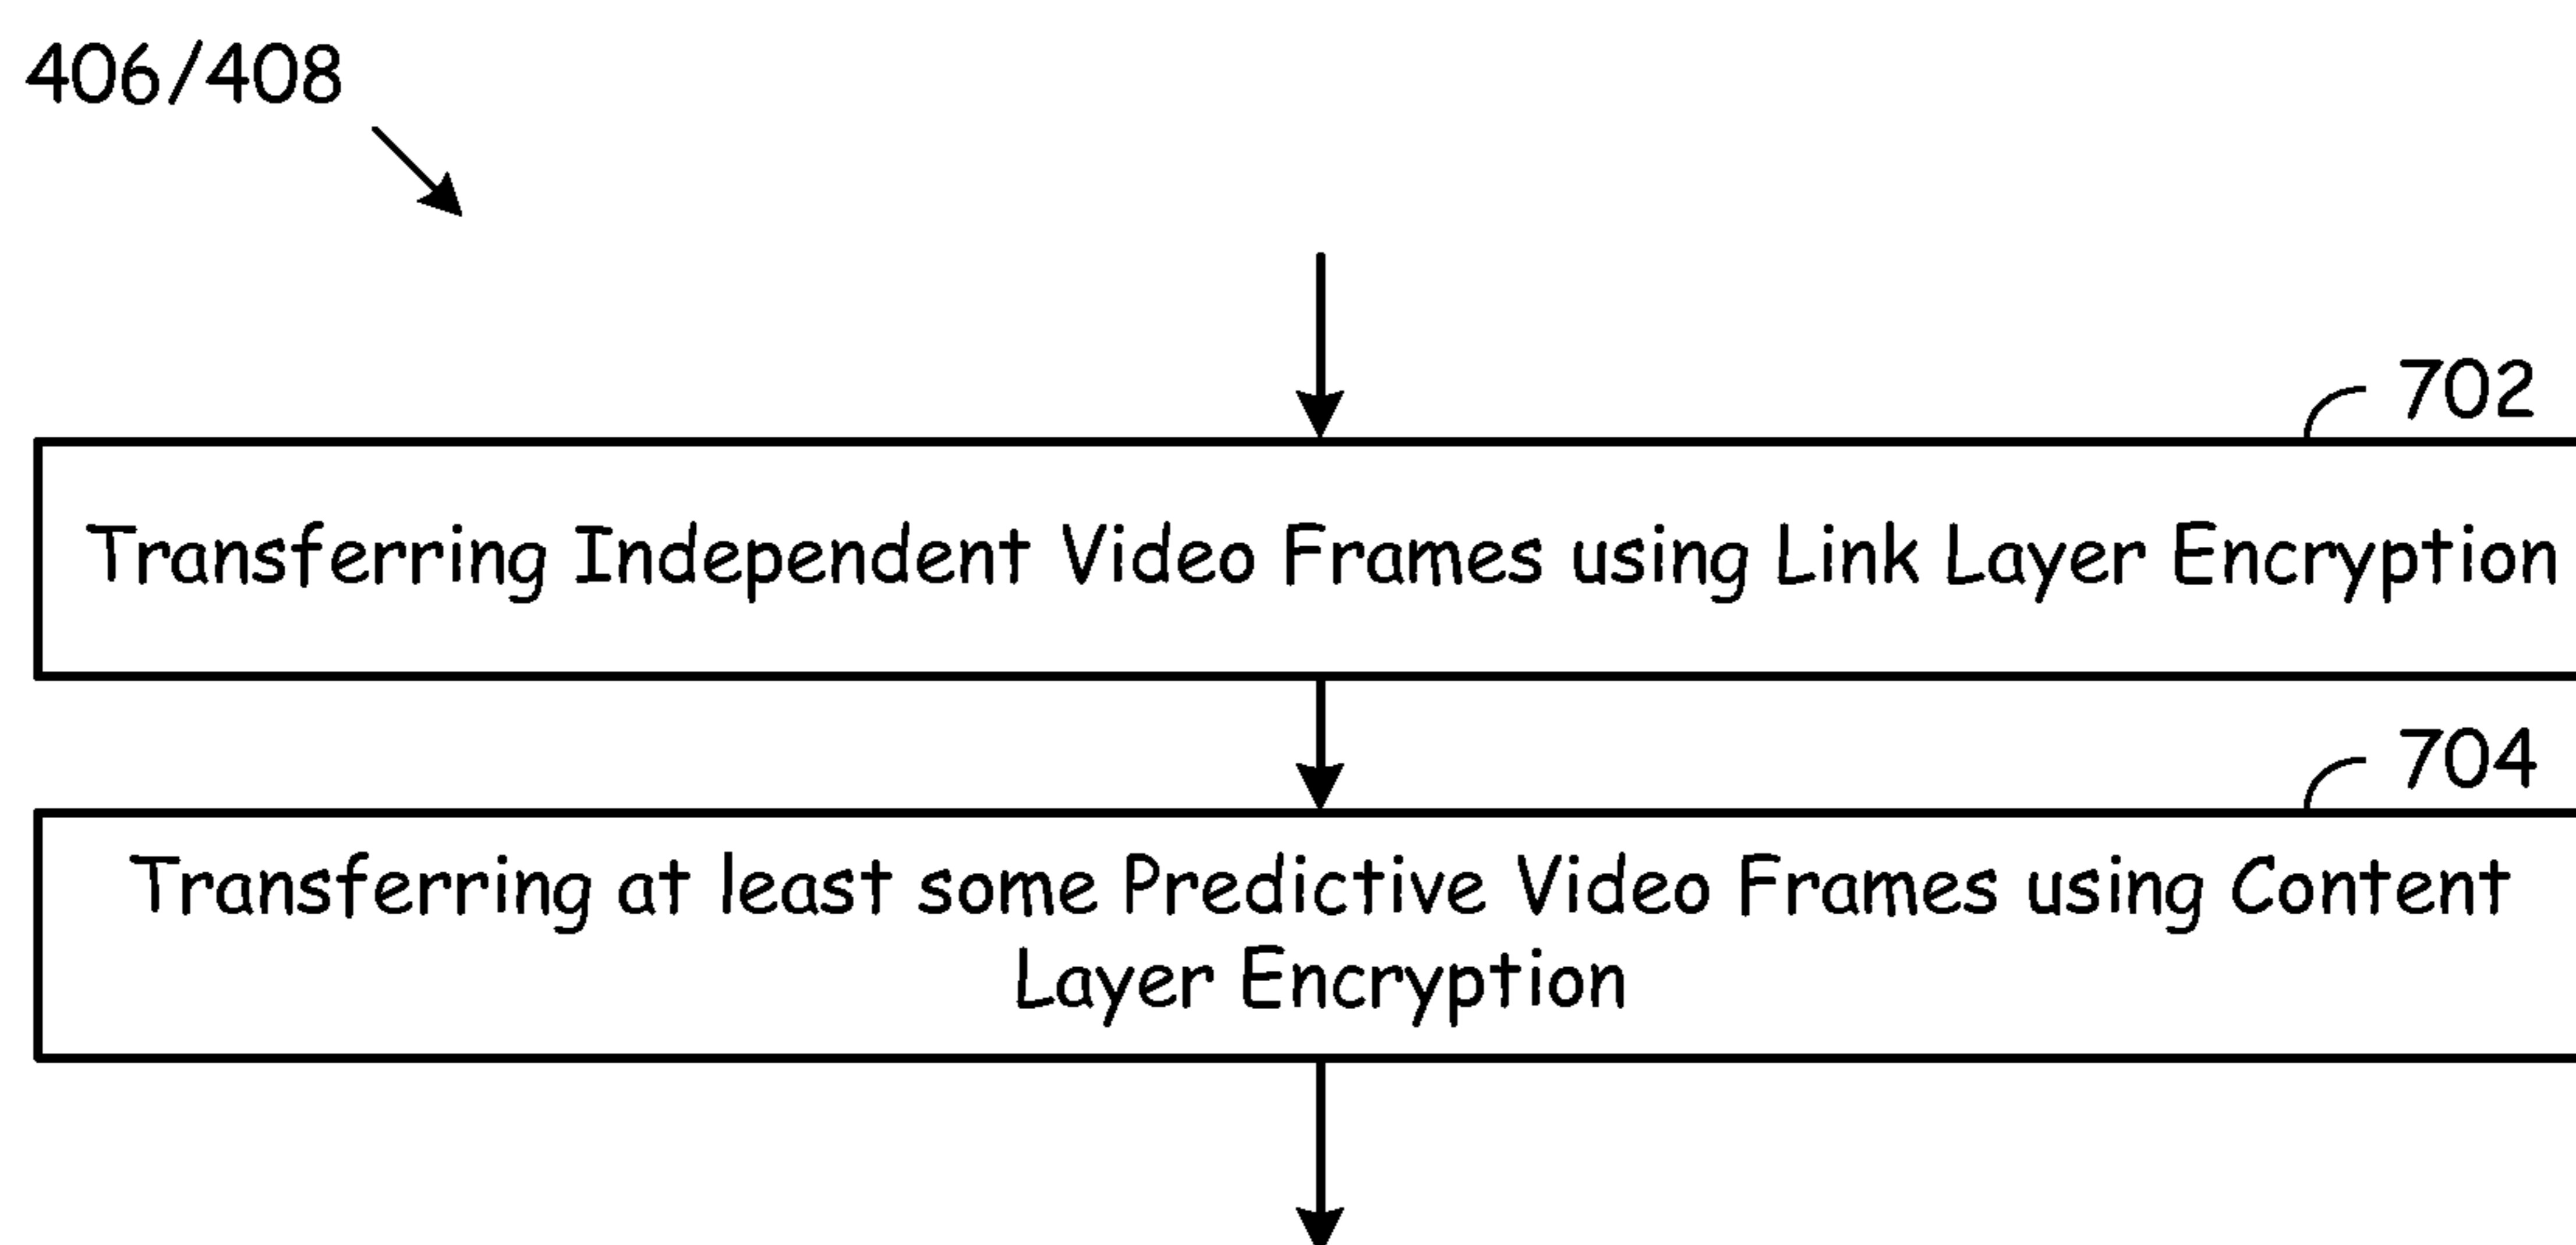 406/408
702
Transferring Independent Video Frames using Link Layer Encryption
704
Transferring at least some Predictive Video Frames using Content
Layer Encryption